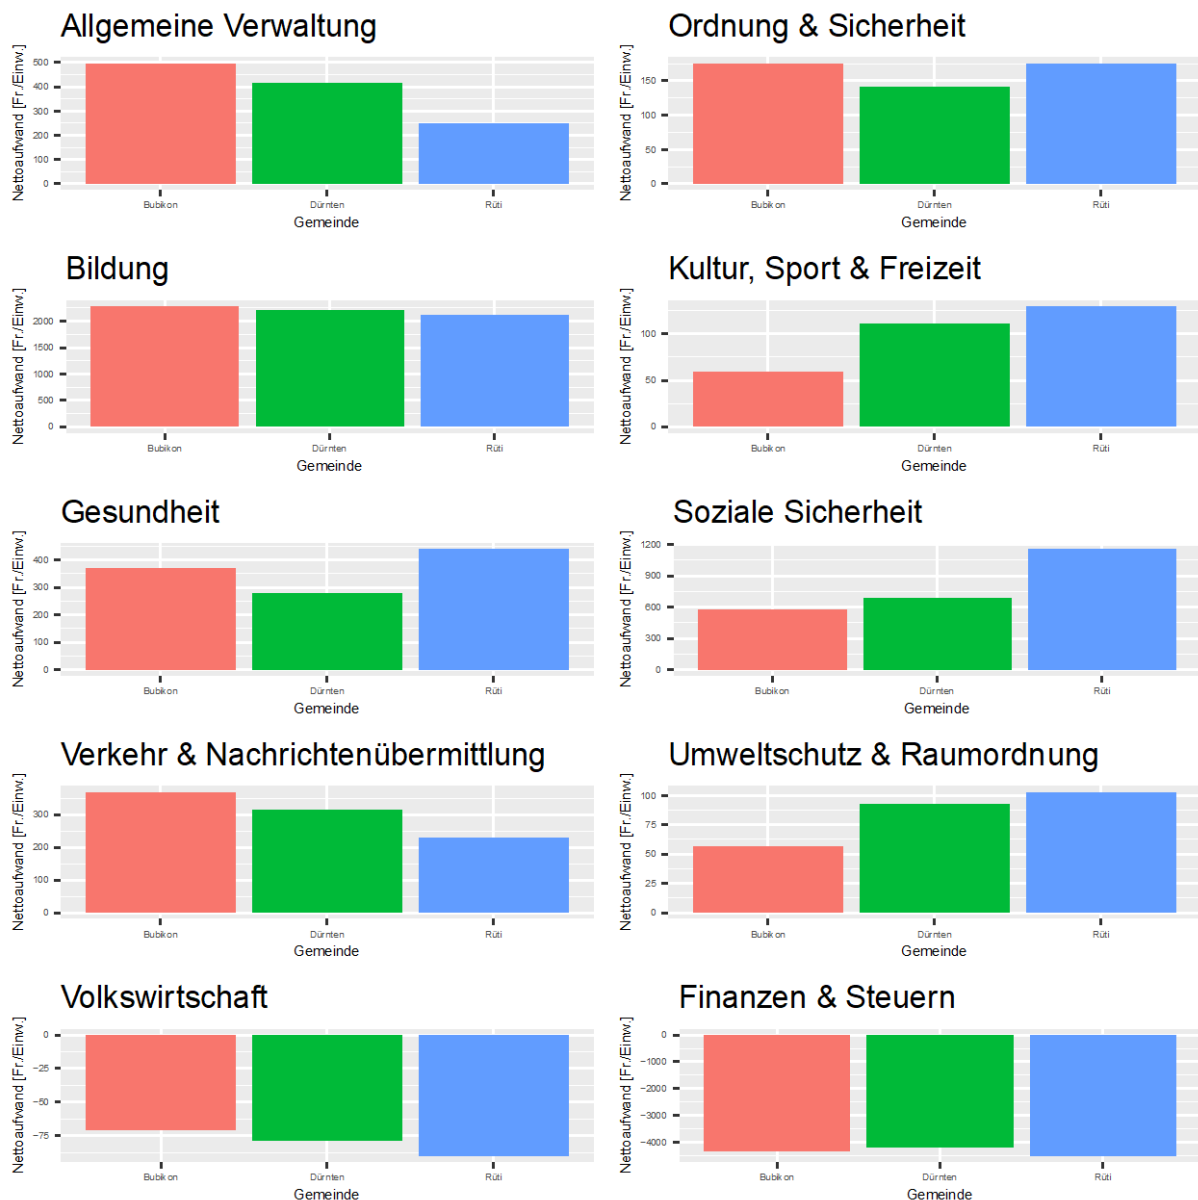 Allgemeine Verwaltung
Nettoaufwand [Fr./Einw.]
500
400
300
200
100
0
Bubikon Dürnten Rüti
Gemeinde
Ordnung & Sicherheit
Nettoaufwand [Fr./Einw.]
150
100
50
0
Bubikon Dürnten Rüti
Gemeinde
Bildung
Nettoaufwand [Fr./Einw.]
2000
1500
1000
500
0
Bubikon Dürnten Rüti
Gemeinde
Kultur, Sport & Freizeit
Nettoaufwand [Fr./Einw.]
100
50
0
Bubikon Dürnten Rüti
Gemeinde
Gesundheit
Nettoaufwand [Fr./Einw.]
400
300
200
100
0
Bubikon Dürnten Rüti
Gemeinde
Soziale Sicherheit
Nettoaufwand [Fr./Einw.]
1200
900
600
300
0
Bubikon Dürnten Rüti
Gemeinde
Verkehr & Nachrichtenübermittlung
Nettoaufwand [Fr./Einw.]
300
200
100
0
Bubikon Dürnten Rüti
Gemeinde
Umweltschutz & Raumordnung
Nettoaufwand [Fr./Einw.]
100
75
50
25
0
Bubikon Dürnten Rüti
Gemeinde
Volkswirtschaft
Nettoaufwand [Fr./Einw.]
0
−25
−50
−75
Bubikon Dürnten Rüti
Gemeinde
Finanzen & Steuern
Nettoaufwand [Fr./Einw.]
0
−1000
−2000
−3000
−4000
Bubikon Dürnten Rüti
Gemeinde